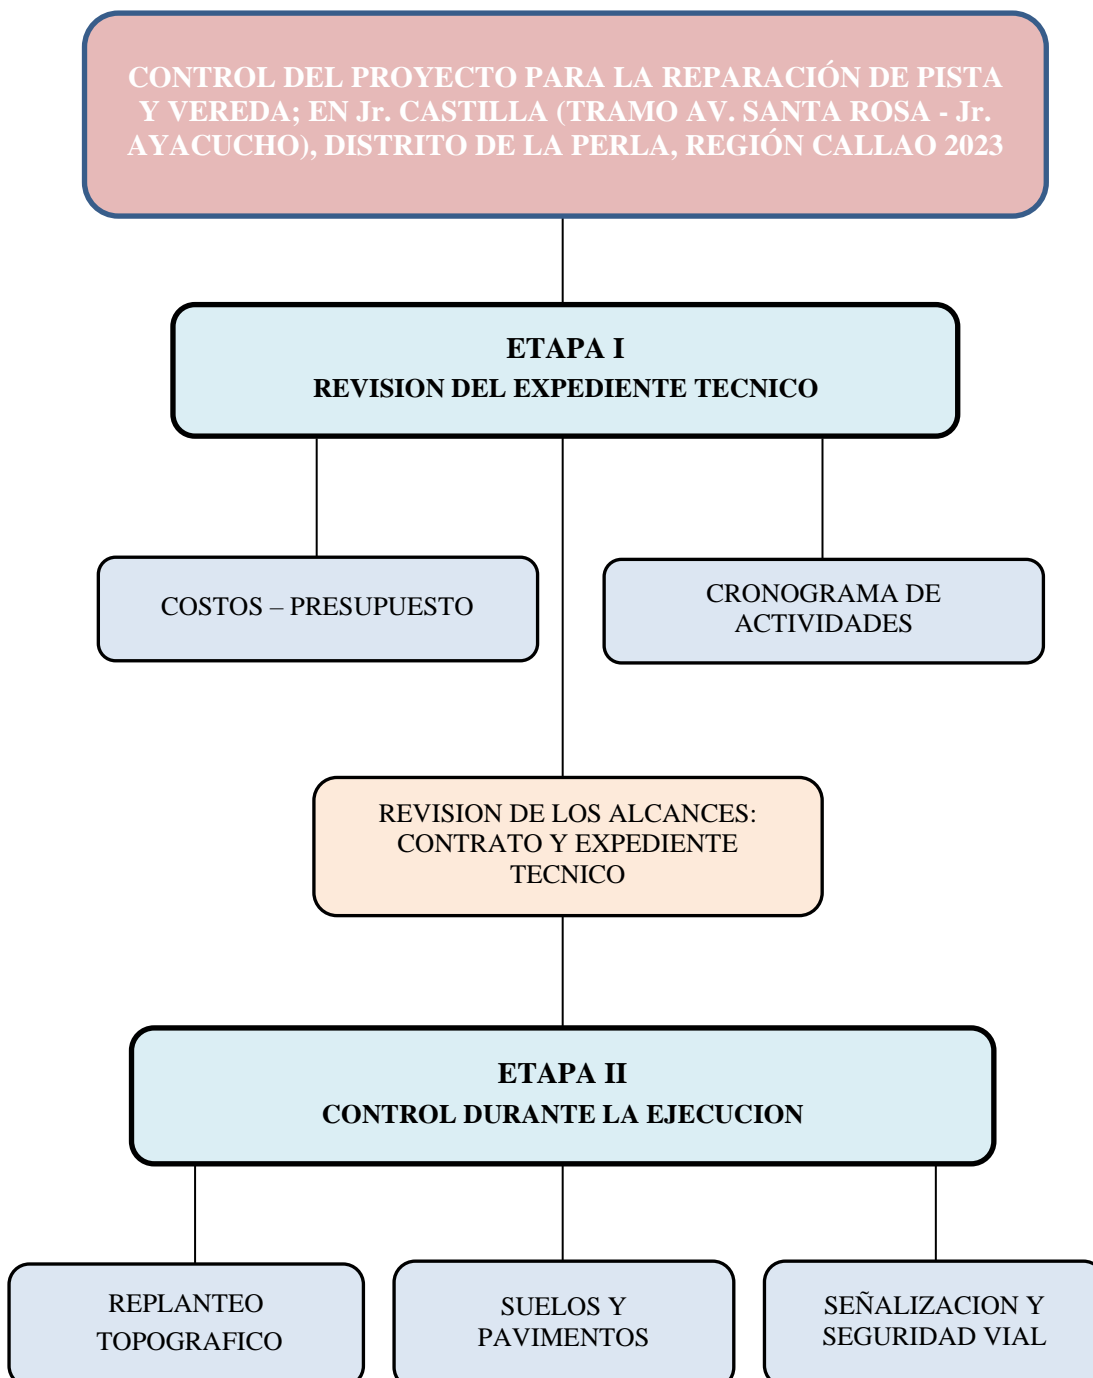 CONTROL DEL PROYECTO PARA LA REPARACIÓN DE PISTA
Y VEREDA; EN Jr. CASTILLA (TRAMO AV. SANTA ROSA - Jr.
AYACUCHO), DISTRITO DE LA PERLA, REGIÓN CALLAO 2023
ETAPA I
REVISION DEL EXPEDIENTE TECNICO
COSTOS – PRESUPUESTO
CRONOGRAMA DE
ACTIVIDADES
REVISION DE LOS ALCANCES:
CONTRATO Y EXPEDIENTE
TECNICO
ETAPA II
CONTROL DURANTE LA EJECUCION
REPLANTEO
TOPOGRAFICO
SUELOS Y
PAVIMENTOS
SEÑALIZACION Y
SEGURIDAD VIAL